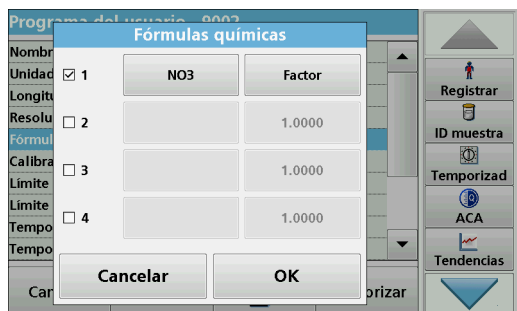 Programa del usuario 9002
Fórmulas químicas
Nombr
Unidad
Longitu
Resolu
Fórmul
Calibra
Límite
Límite
Tempo
Tempo
1 NO3 Factor
2 1.0000
3 1.0000
4 1.0000
Cancelar OK
Can
orizar
Registrar
ID muestra
Temporizad
ACA
Tendencias